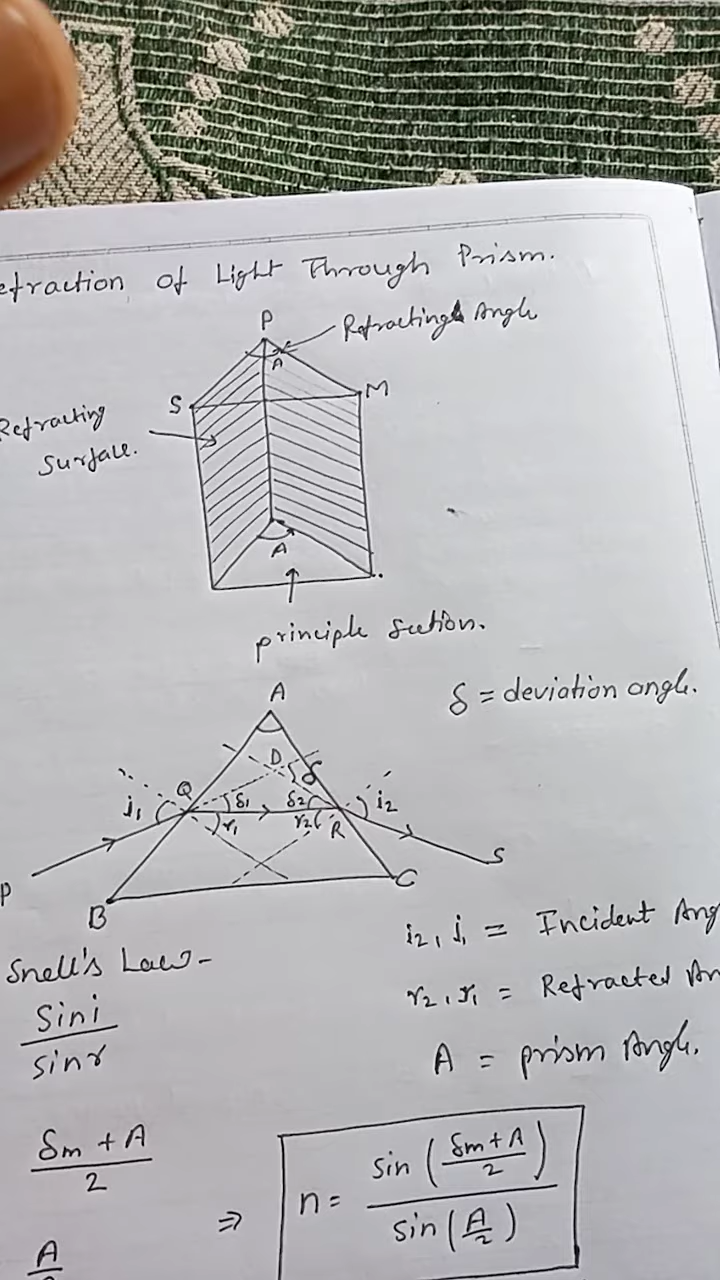 efraction of Light Through Prism.
P
Refracting Angle
A
S
M
Refracting
Surface.
A
principle Section.
A
δ = deviation angle.
D
δ
Q
i₁
δ₁
δ₂
i₂
r₁
r₂
R
P
S
B
C
i₂, i₁ = Incident Ang
Snell's Law-
r₂, r₁ = Refracted An
sin i
sin r
A = prism Angle.
δm + A
2
⇒ n = sin (δm + A / 2) / sin (A / 2)
A